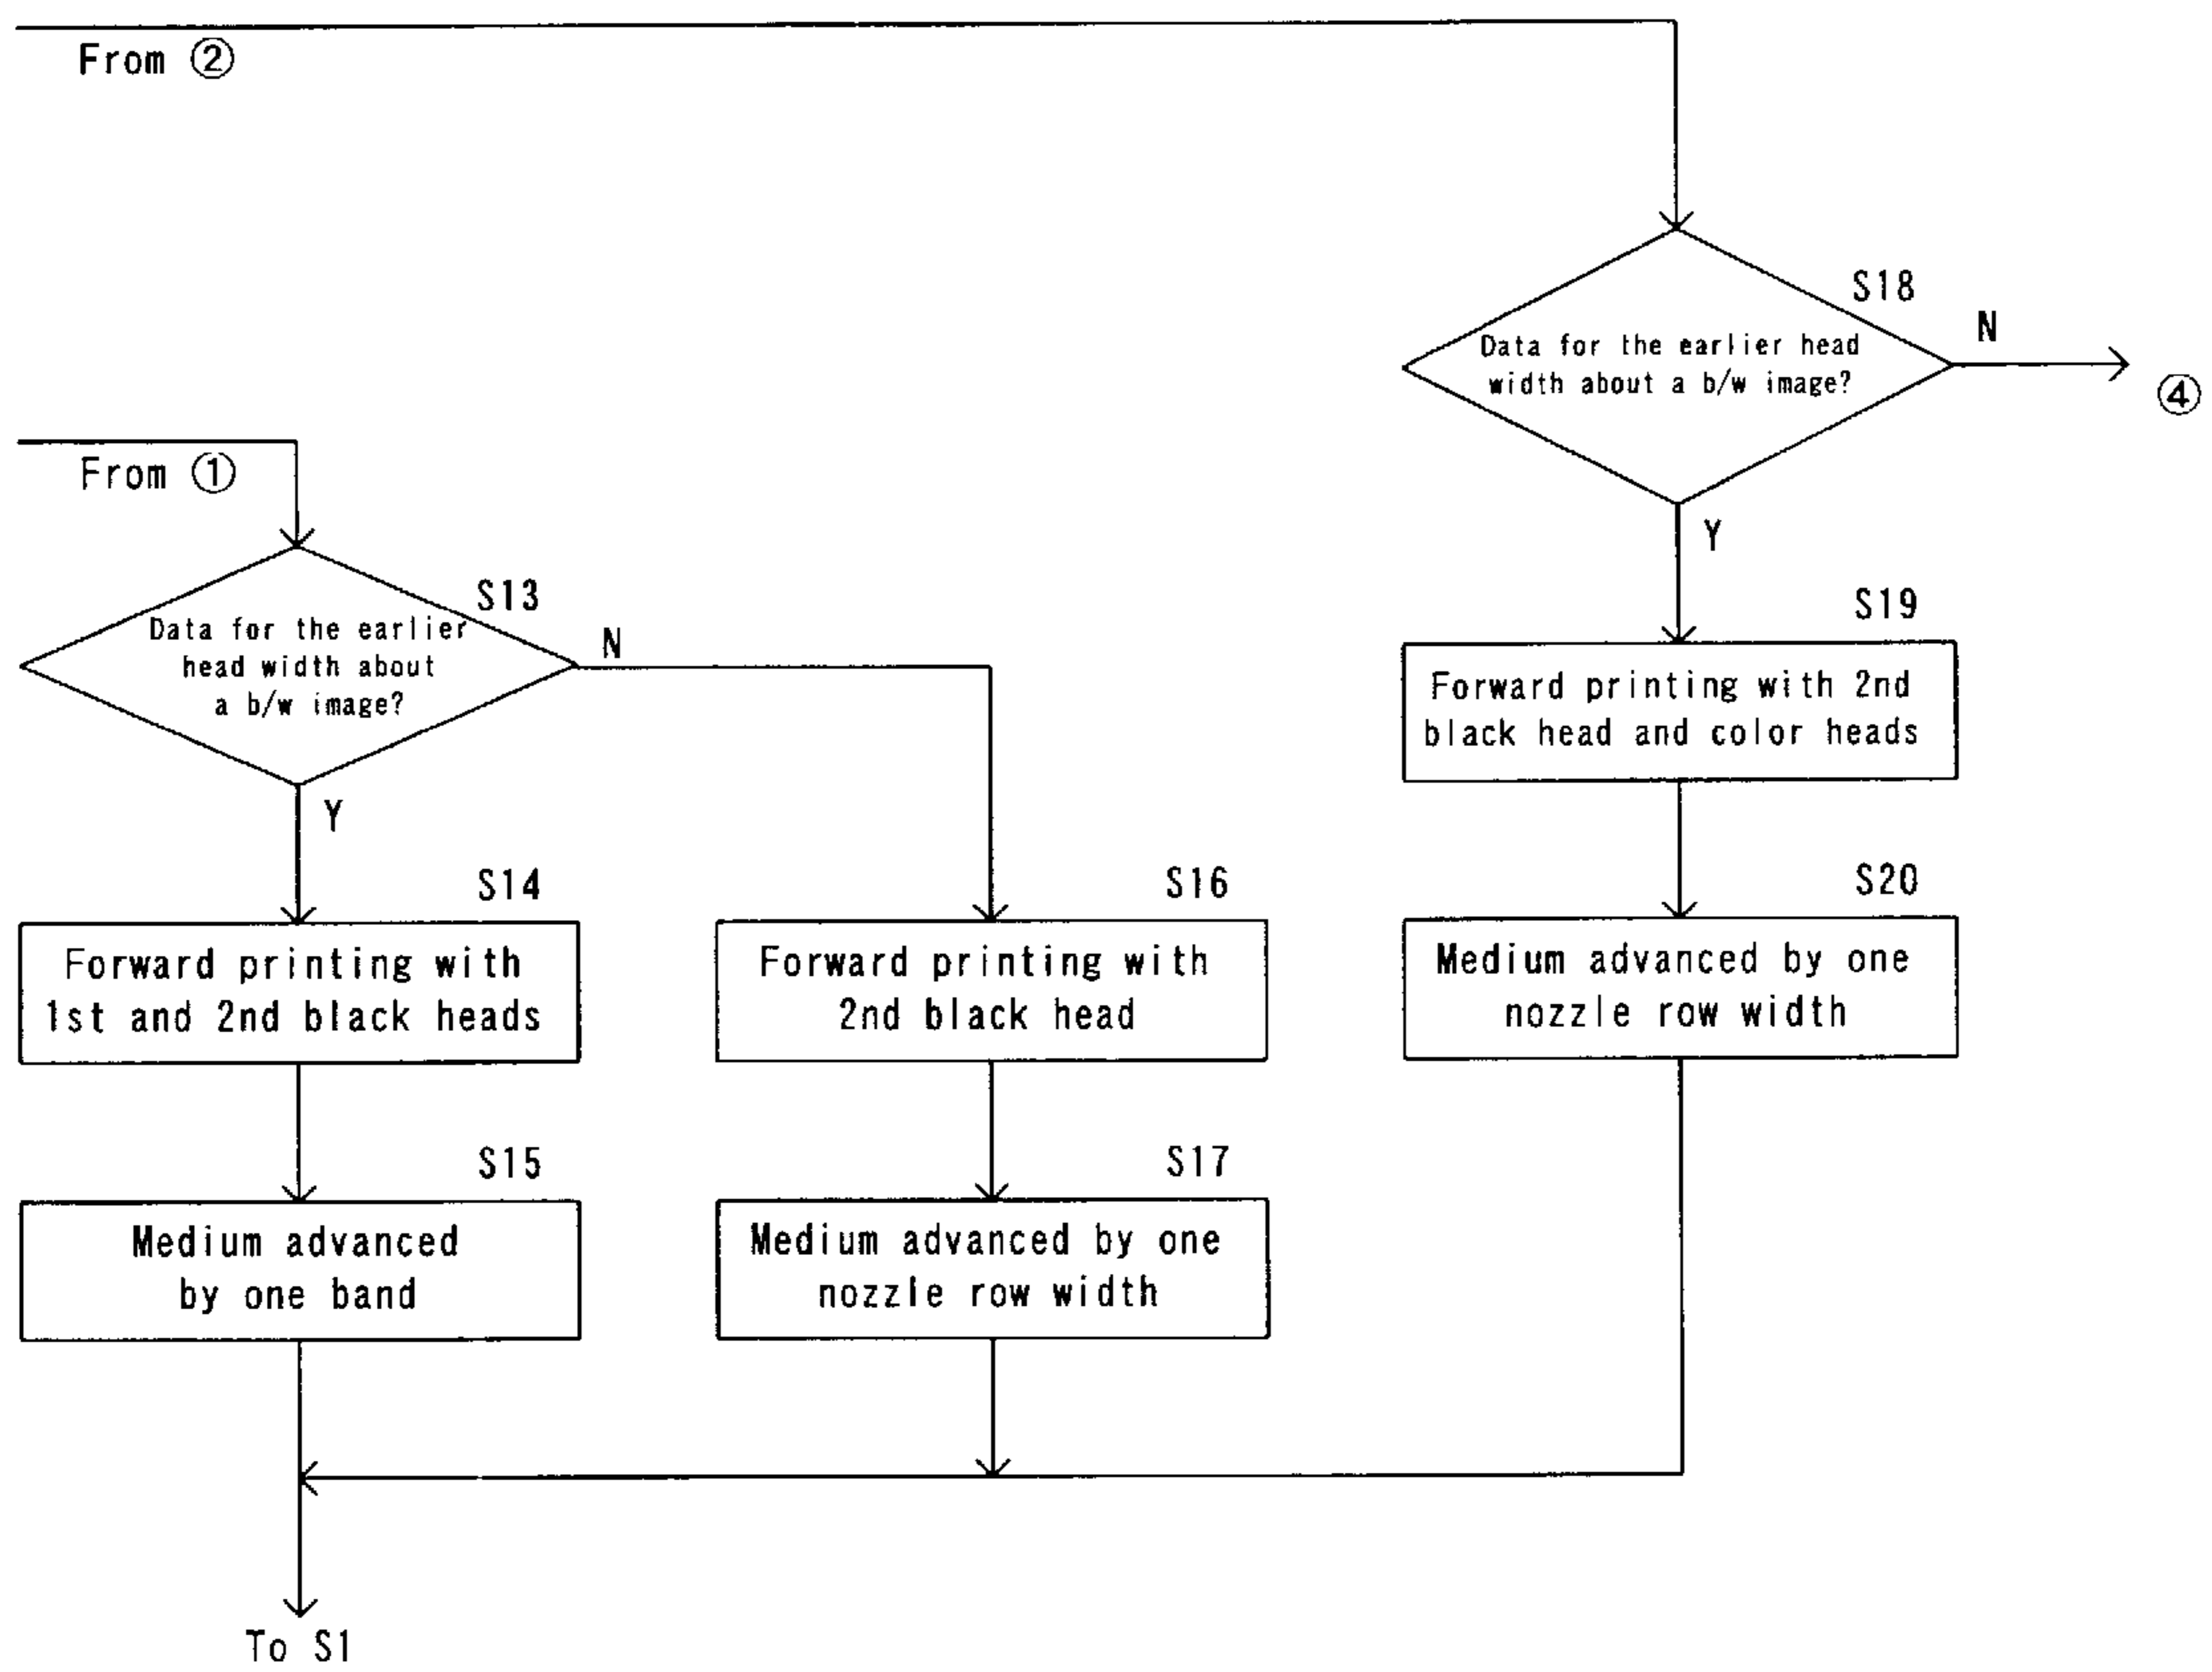 From ②
S18
Data for the earlier head
width about a b/w image?
N
④
Y
From ①
S13
Data for the earlier
head width about
a b/w image?
N
Y
S19
Forward printing with 2nd
black head and color heads
S14
Forward printing with
1st and 2nd black heads
S16
Forward printing with
2nd black head
S20
Medium advanced by one
nozzle row width
S15
Medium advanced
by one band
S17
Medium advanced by one
nozzle row width
To S1